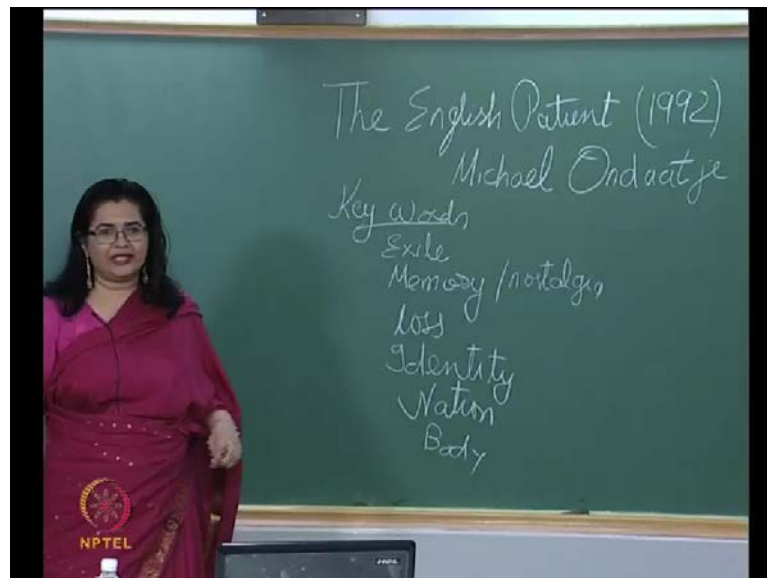 The English Patient (1992)
Michael Ondaatje
Key words
Exile
Memory / nostalgia
loss
Identity
Nation
Body
NPTEL